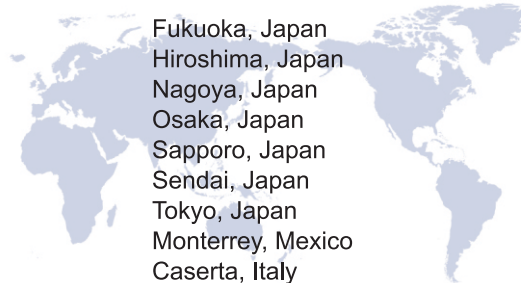 Fukuoka, Japan
Hiroshima, Japan
Nagoya, Japan
Osaka, Japan
Sapporo, Japan
Sendai, Japan
Tokyo, Japan
Monterrey, Mexico
Caserta, Italy